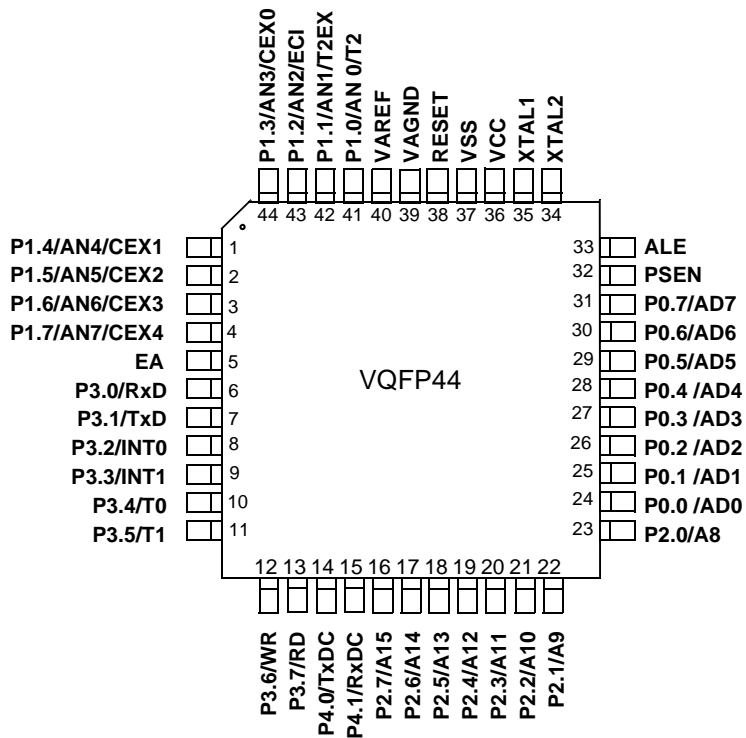 P1.3/AN3/CEX0
P1.2/AN2/ECI
P1.1/AN1/T2EX
P1.0/AN 0/T2
VAREF
VAGND
RESET
VSS
VCC
XTAL1
XTAL2
44 43 42 41 40 39 38 37 36 35 34
P1.4/AN4/CEX1 1
P1.5/AN5/CEX2 2
P1.6/AN6/CEX3 3
P1.7/AN7/CEX4 4
EA 5
P3.0/RxD 6
P3.1/TxD 7
P3.2/INT0 8
P3.3/INT1 9
P3.4/T0 10
P3.5/T1 11
VQFP44
33 ALE
32 PSEN
31 P0.7/AD7
30 P0.6/AD6
29 P0.5/AD5
28 P0.4 /AD4
27 P0.3 /AD3
26 P0.2 /AD2
25 P0.1 /AD1
24 P0.0 /AD0
23 P2.0/A8
12 13 14 15 16 17 18 19 20 21 22
P3.6/WR
P3.7/RD
P4.0/TxDC
P4.1/RxDC
P2.7/A15
P2.6/A14
P2.5/A13
P2.4/A12
P2.3/A11
P2.2/A10
P2.1/A9